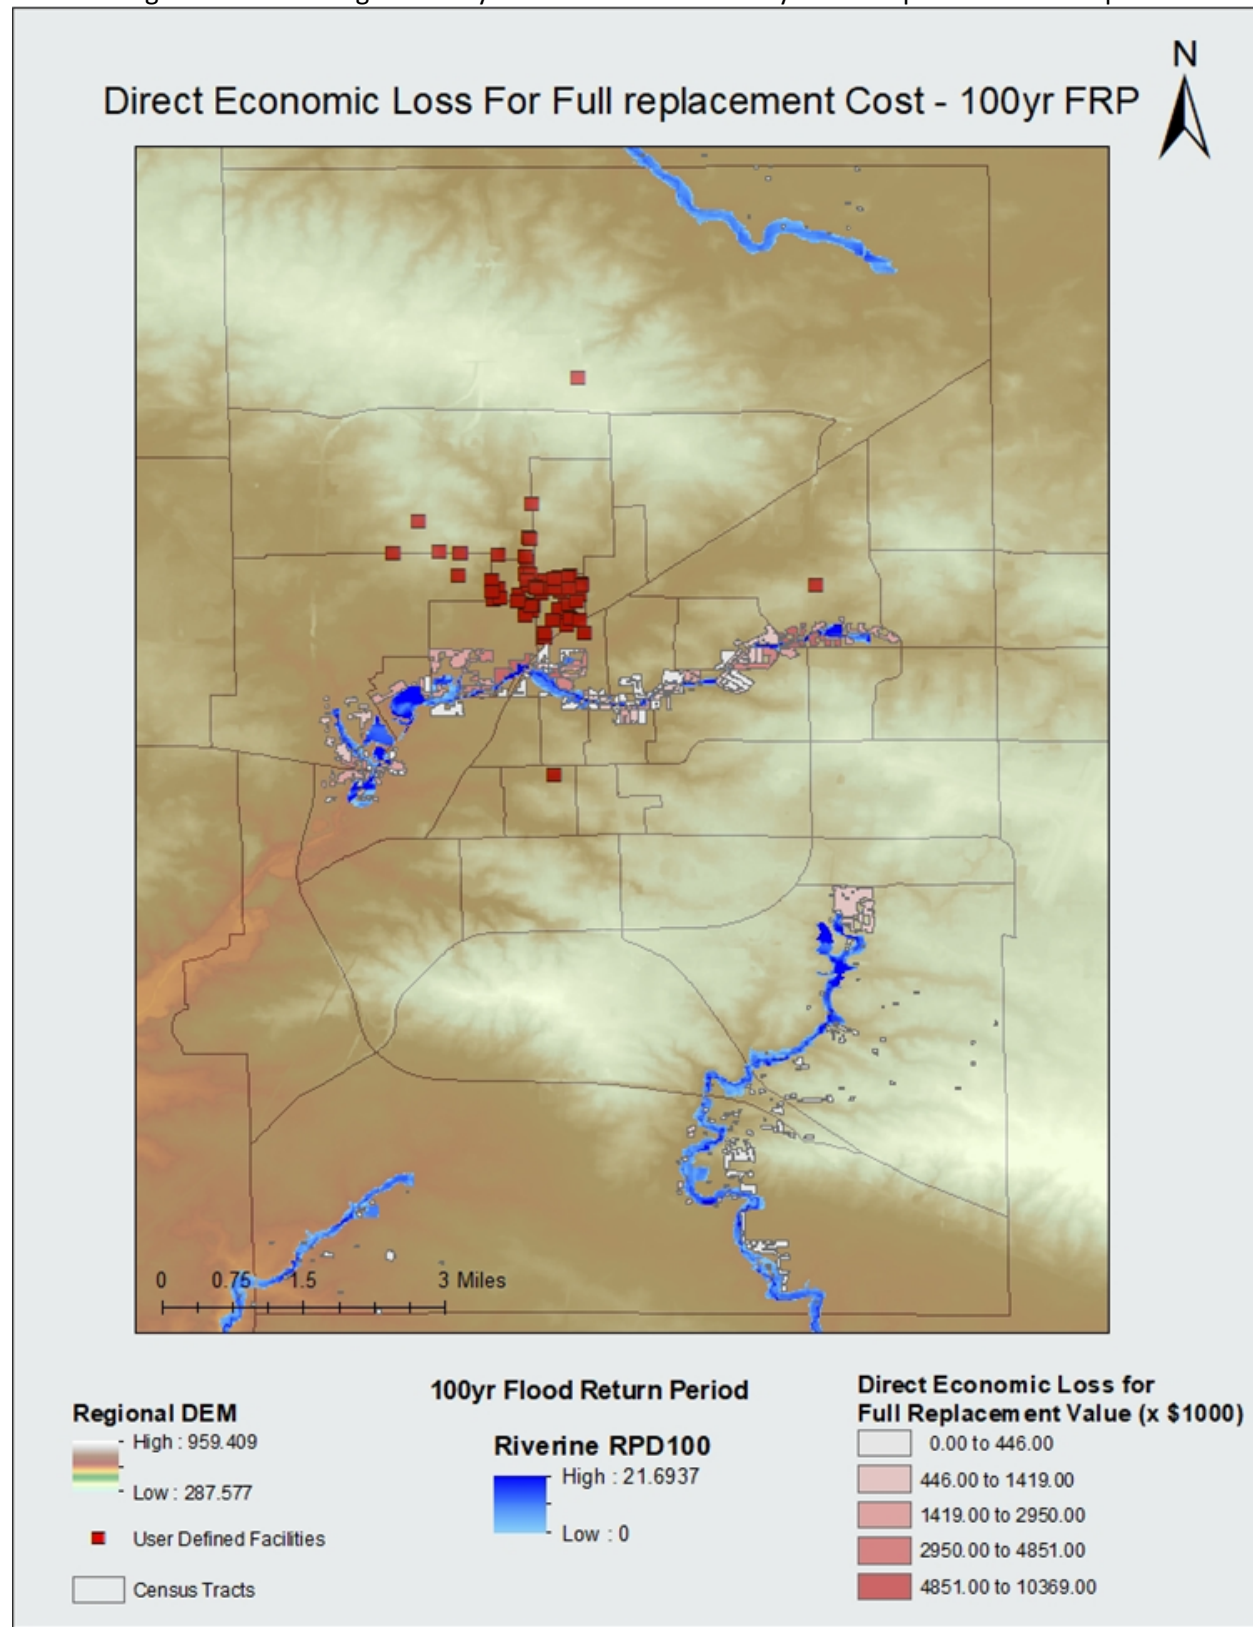 N
Direct Economic Loss For Full replacement Cost - 100yr FRP
0 0.75 1.5 3 Miles
Regional DEM
High : 959.409
Low : 287.577
User Defined Facilities
Census Tracts
100yr Flood Return Period
Riverine RPD100
High : 21.6937
Low : 0
Direct Economic Loss for
Full Replacement Value (x $1000)
0.00 to 446.00
446.00 to 1419.00
1419.00 to 2950.00
2950.00 to 4851.00
4851.00 to 10369.00